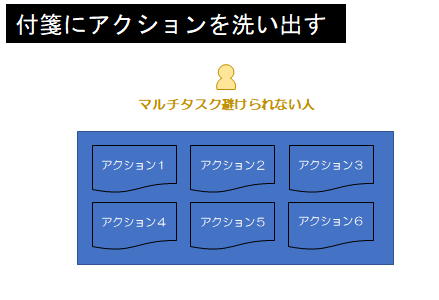 付箋にアクションを洗い出す
マルチタスク避けられない人
アクション１
アクション２
アクション３
アクション４
アクション５
アクション６